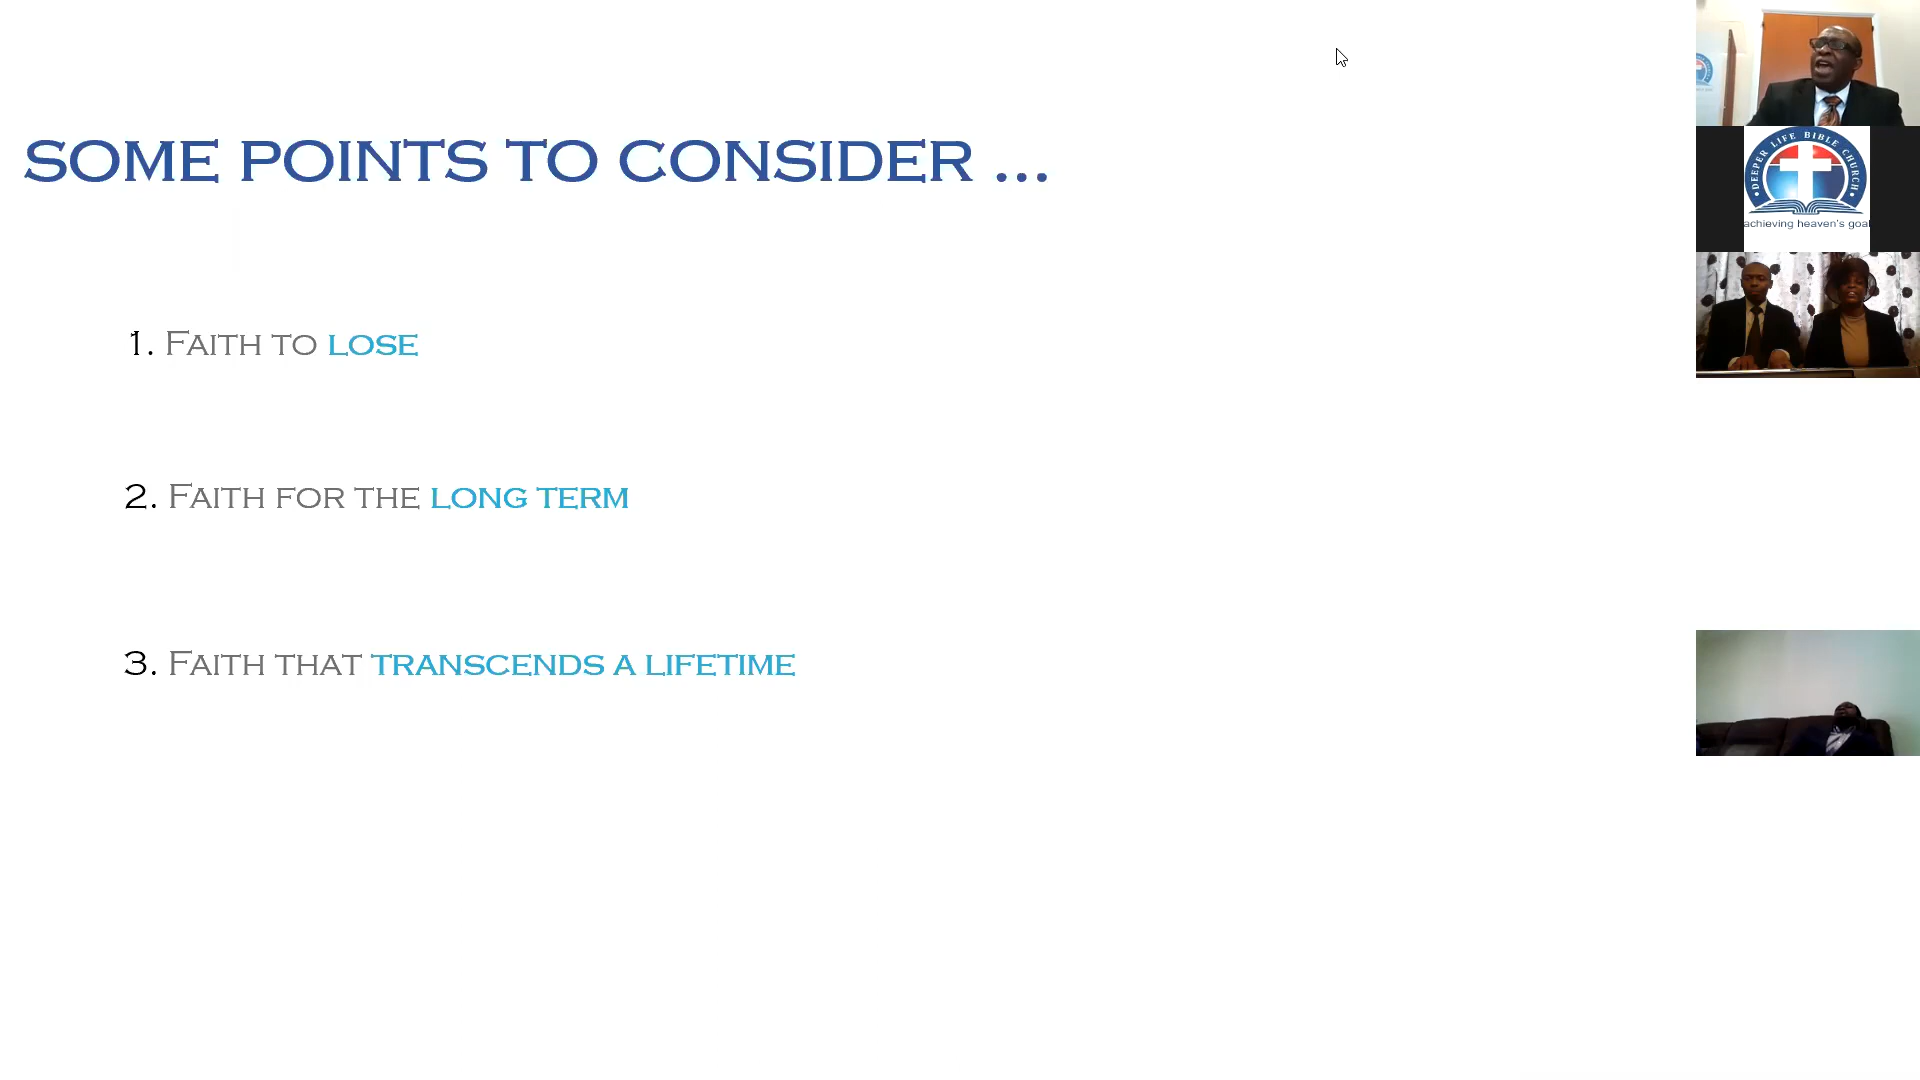 SOME POINTS TO CONSIDER ...
1. FAITH TO LOSE
2. FAITH FOR THE LONG TERM
3. FAITH THAT TRANSCENDS A LIFETIME
• DEEPER LIFE BIBLE CHURCH •
achieving heaven's goal